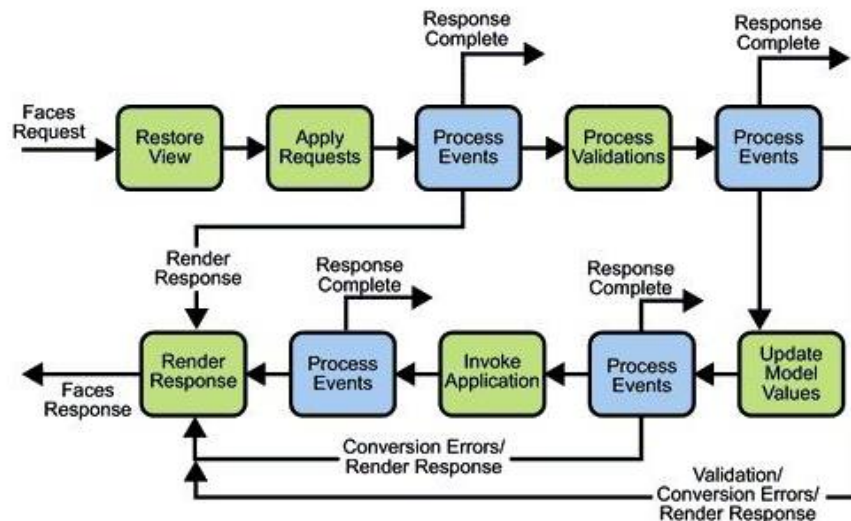 Response
Complete
Response
Complete
Faces
Request
Restore
View
Apply
Requests
Process
Events
Process
Validations
Process
Events
Render
Response
Response
Complete
Response
Complete
Render
Response
Process
Events
Invoke
Application
Process
Events
Update
Model
Values
Faces
Response
Conversion Errors/
Render Response
Validation/
Conversion Errors/
Render Response